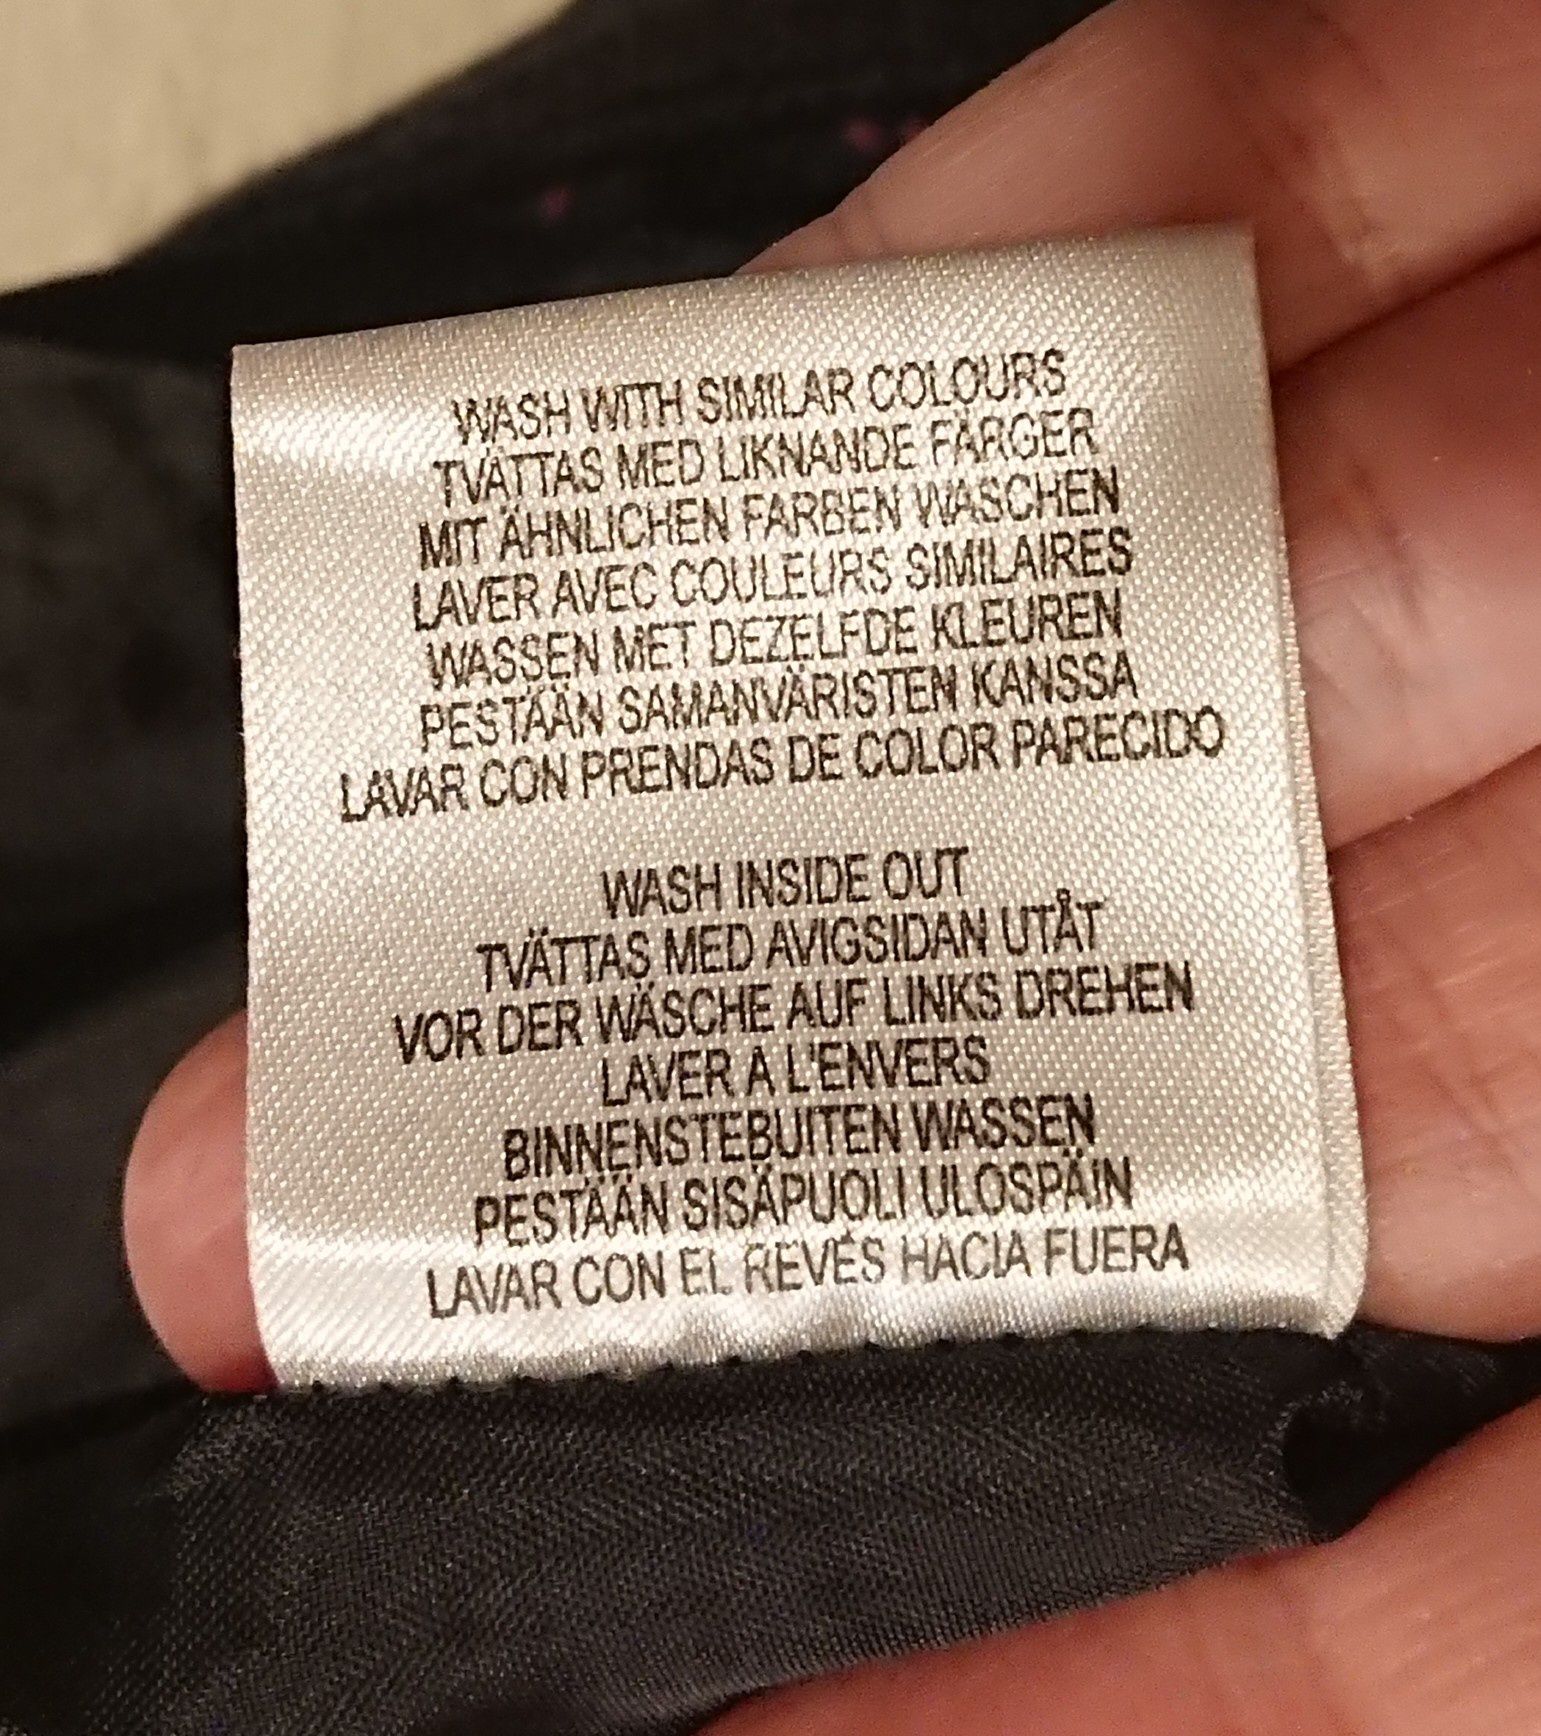 WASH WITH SIMILAR COLOURS
TVÄTTAS MED LIKNANDE FÄRGER
MIT ÄHNLICHEN FARBEN WASCHEN
LAVER AVEC COULEURS SIMILAIRES
WASSEN MET DEZELFDE KLEUREN
PESTÄÄN SAMANVÄRISTEN KANSSA
LAVAR CON PRENDAS DE COLOR PARECIDO
WASH INSIDE OUT
TVÄTTAS MED AVIGSIDAN UTÅT
VOR DER WÄSCHE AUF LINKS DREHEN
LAVER A L'ENVERS
BINNENSTEBUITEN WASSEN
PESTÄÄN SISÄPUOLI ULOSPÄIN
LAVAR CON EL REVÉS HACIA FUERA